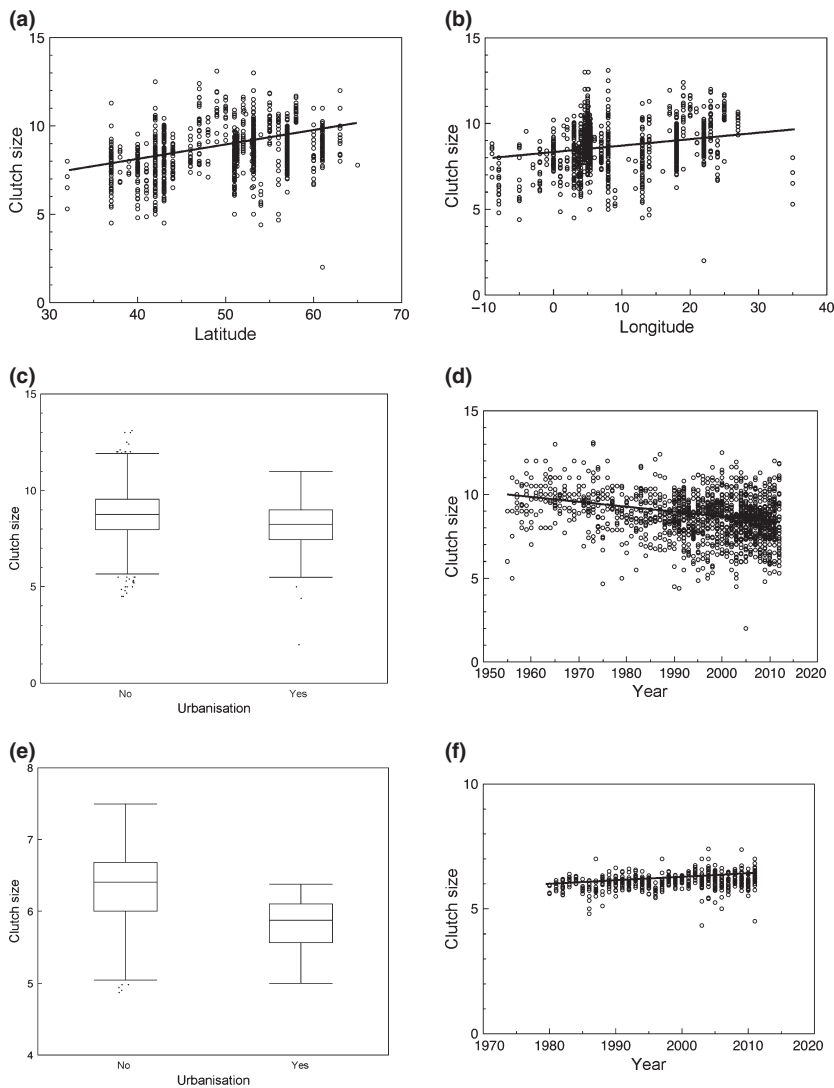 (a)
15
10
5
0
Clutch size
30 40 50 60 70
Latitude
(b)
15
10
5
0
Clutch size
−10 0 10 20 30 40
Longitude
(c)
15
10
5
0
Clutch size
No Yes
Urbanisation
(d)
15
10
5
0
Clutch size
1950 1960 1970 1980 1990 2000 2010 2020
Year
(e)
8
7
6
5
4
Clutch size
No Yes
Urbanisation
(f)
10
5
0
Clutch size
1970 1980 1990 2000 2010 2020
Year